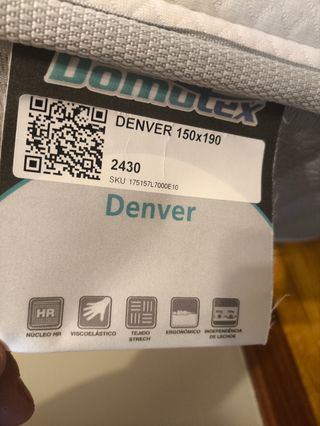 Domotex
DENVER 150x190
2430
SKU: 175157L7000E10
Denver
HR
NÚCLEO HR
VISCOELÁSTICO
TEJIDO
STRECH
ERGONÓMICO
INDEPENDENCIA
DE LECHOS